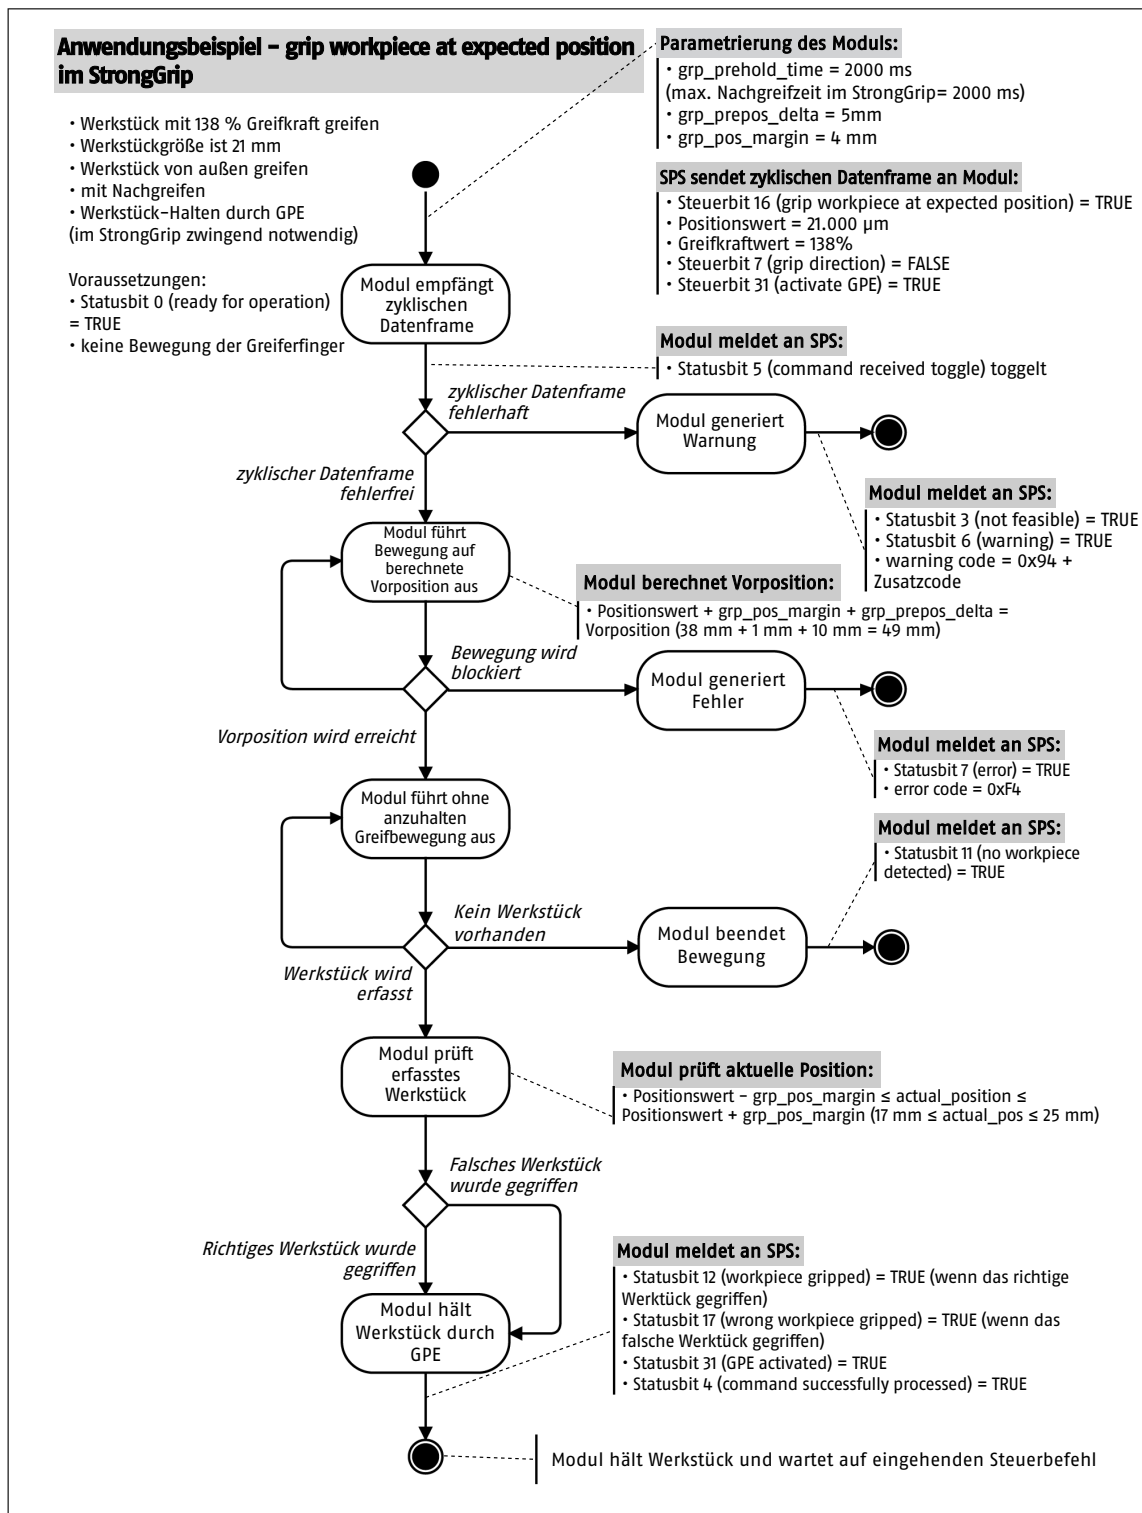 Anwendungsbeispiel – grip workpiece at expected position
im StrongGrip
• Werkstück mit 138 % Greifkraft greifen
• Werkstückgröße ist 21 mm
• Werkstück von außen greifen
• mit Nachgreifen
• Werkstück-Halten durch GPE
(im StrongGrip zwingend notwendig)
Voraussetzungen:
• Statusbit 0 (ready for operation)
= TRUE
• keine Bewegung der Greiferfinger
Parametrierung des Moduls:
• grp_prehold_time = 2000 ms
(max. Nachgreifzeit im StrongGrip= 2000 ms)
• grp_prepos_delta = 5mm
• grp_pos_margin = 4 mm
SPS sendet zyklischen Datenframe an Modul:
• Steuerbit 16 (grip workpiece at expected position) = TRUE
• Positionswert = 21.000 µm
• Greifkraftwert = 138%
• Steuerbit 7 (grip direction) = FALSE
• Steuerbit 31 (activate GPE) = TRUE
Modul empfängt
zyklischen
Datenframe
Modul meldet an SPS:
• Statusbit 5 (command received toggle) toggelt
zyklischer Datenframe
fehlerhaft
Modul generiert
Warnung
zyklischer Datenframe
fehlerfrei
Modul meldet an SPS:
• Statusbit 3 (not feasible) = TRUE
• Statusbit 6 (warning) = TRUE
• warning code = 0x94 +
Zusatzcode
Modul führt
Bewegung auf
berechnete
Vorposition aus
Modul berechnet Vorposition:
• Positionswert + grp_pos_margin + grp_prepos_delta =
Vorposition (38 mm + 1 mm + 10 mm = 49 mm)
Bewegung wird
blockiert
Modul generiert
Fehler
Vorposition wird erreicht
Modul meldet an SPS:
• Statusbit 7 (error) = TRUE
• error code = 0xF4
Modul führt ohne
anzuhalten
Greifbewegung aus
Modul meldet an SPS:
• Statusbit 11 (no workpiece
detected) = TRUE
Kein Werkstück
vorhanden
Modul beendet
Bewegung
Werkstück wird
erfasst
Modul prüft
erfasstes
Werkstück
Modul prüft aktuelle Position:
• Positionswert – grp_pos_margin ≤ actual_position ≤
Positionswert + grp_pos_margin (17 mm ≤ actual_pos ≤ 25 mm)
Falsches Werkstück
wurde gegriffen
Richtiges Werkstück wurde
gegriffen
Modul hält
Werkstück durch
GPE
Modul meldet an SPS:
• Statusbit 12 (workpiece gripped) = TRUE (wenn das richtige
Werktück gegriffen)
• Statusbit 17 (wrong workpiece gripped) = TRUE (wenn das
falsche Werktück gegriffen)
• Statusbit 31 (GPE activated) = TRUE
• Statusbit 4 (command successfully processed) = TRUE
Modul hält Werkstück und wartet auf eingehenden Steuerbefehl